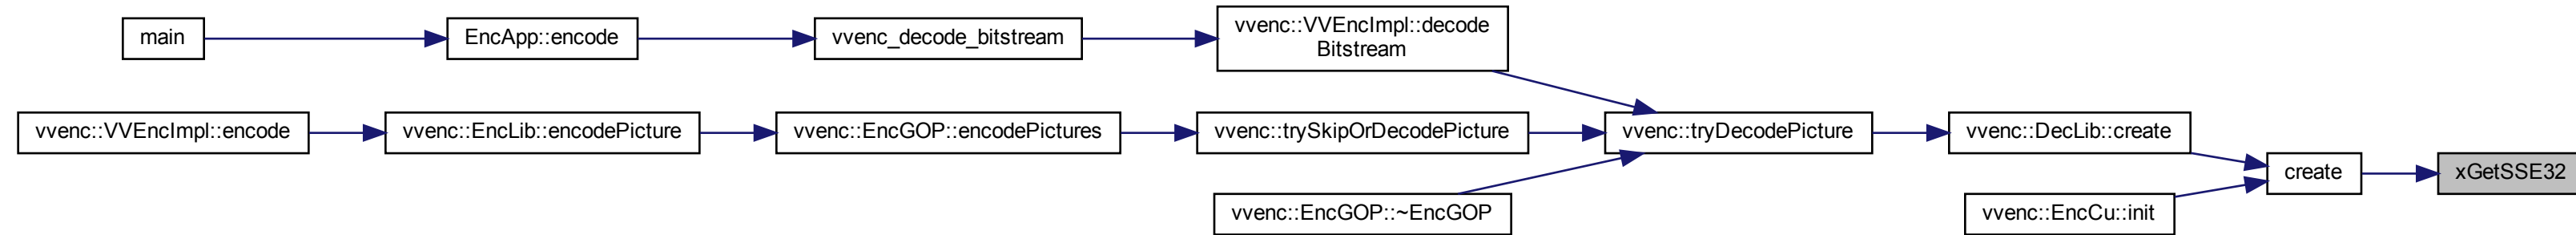 main
EncApp::encode
vvenc_decode_bitstream
vvenc::VVEncImpl::decode
Bitstream
vvenc::VVEncImpl::encode
vvenc::EncLib::encodePicture
vvenc::EncGOP::encodePictures
vvenc::trySkipOrDecodePicture
vvenc::tryDecodePicture
vvenc::DecLib::create
vvenc::EncGOP::~EncGOP
vvenc::EncCu::init
create
xGetSSE32